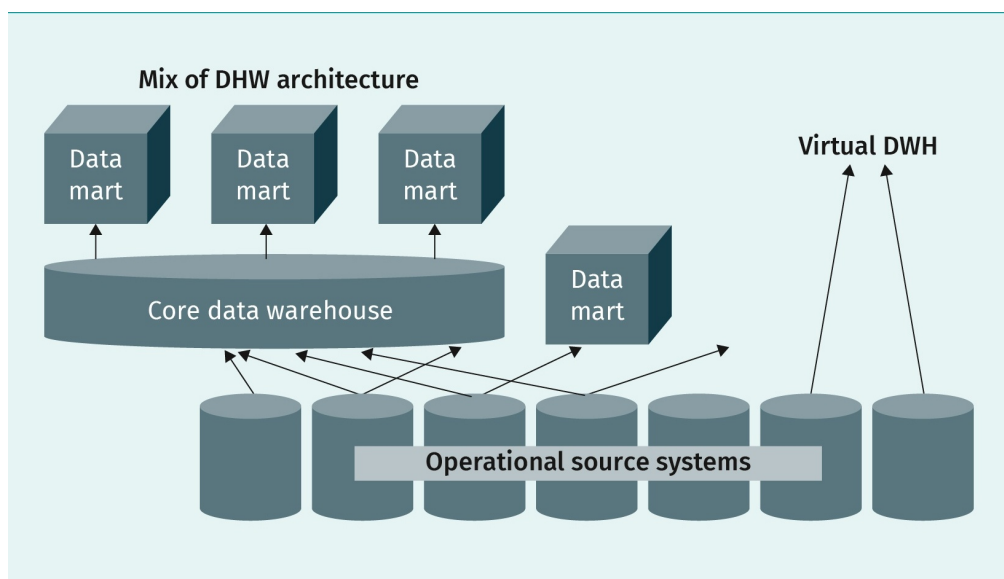 Mix of DHW architecture
Data
mart
Data
mart
Data
mart
Virtual DWH
Data
mart
Core data warehouse
Operational source systems